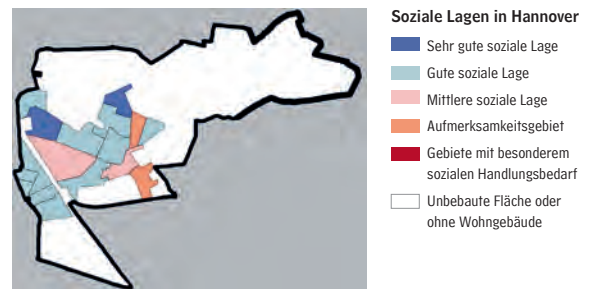 Soziale Lagen in Hannover
Sehr gute soziale Lage
Gute soziale Lage
Mittlere soziale Lage
Aufmerksamkeitsgebiet
Gebiete mit besonderem
sozialen Handlungsbedarf
Unbebaute Fläche oder
ohne Wohngebäude